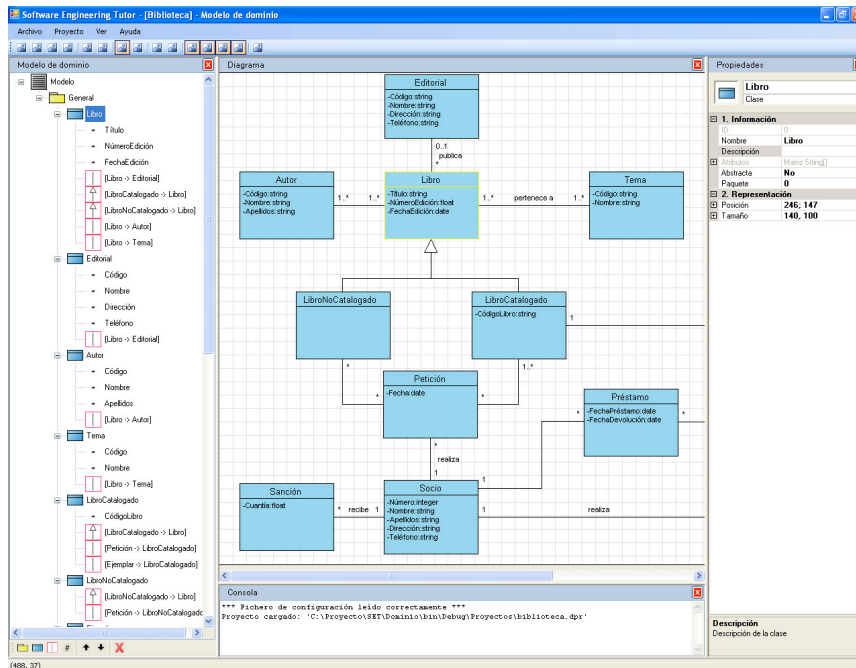 Software Engineering Tutor - [Biblioteca] - Modelo de dominio
Archivo Proyecto Ver Ayuda
Modelo de dominio
Modelo
General
Libro
Título
NúmeroEdición
FechaEdición
[Libro -> Editorial]
[LibroCatalogado -> Libro]
[LibroNoCatalogado -> Libro]
[Libro -> Autor]
[Libro -> Tema]
Editorial
Código
Nombre
Dirección
Teléfono
[Libro -> Editorial]
Autor
Código
Nombre
Apellidos
[Libro -> Autor]
Tema
Código
Nombre
[Libro -> Tema]
LibroCatalogado
CódigoLibro
[LibroCatalogado -> Libro]
[Petición -> LibroCatalogado]
[Ejemplar -> LibroCatalogado]
LibroNoCatalogado
[LibroNoCatalogado -> Libro]
[Petición -> LibroNoCatalogado
#
(488, 37)
Diagrama
Editorial
-Código:string
-Nombre:string
-Dirección:string
-Teléfono:string
0..1
publica
*
Autor
-Código:string
-Nombre:string
-Apellidos:string
1..* 1..*
Libro
-Título:string
-NúmeroEdición:float
-FechaEdición:date
1..* pertenece a 1..*
Tema
-Código:string
-Nombre:string
LibroNoCatalogado
LibroCatalogado
-CódigoLibro:string
1
* 1..*
Petición
-Fecha:date
* *
Préstamo
-FechaPréstamo:date
-FechaDevolución:date
* *
*
realiza
1 1
Sanción
-Cuantía:float
* recibe 1
Socio
-Número:integer
-Nombre:string
-Apellidos:string
-Dirección:string
-Teléfono:string
1 realiza
Consola
*** Fichero de configuración leído correctamente ***
Proyecto cargado: 'C:\Proyecto\SET\Dominio\bin\Debug\Proyectos\biblioteca.dpr'
Propiedades
Libro
Clase
1. Información
ID 0
Nombre Libro
Descripción
Atributos Matriz String[]
Abstracta No
Paquete 0
2. Representación
Posición 246; 147
Tamaño 140, 100
Descripción
Descripción de la clase